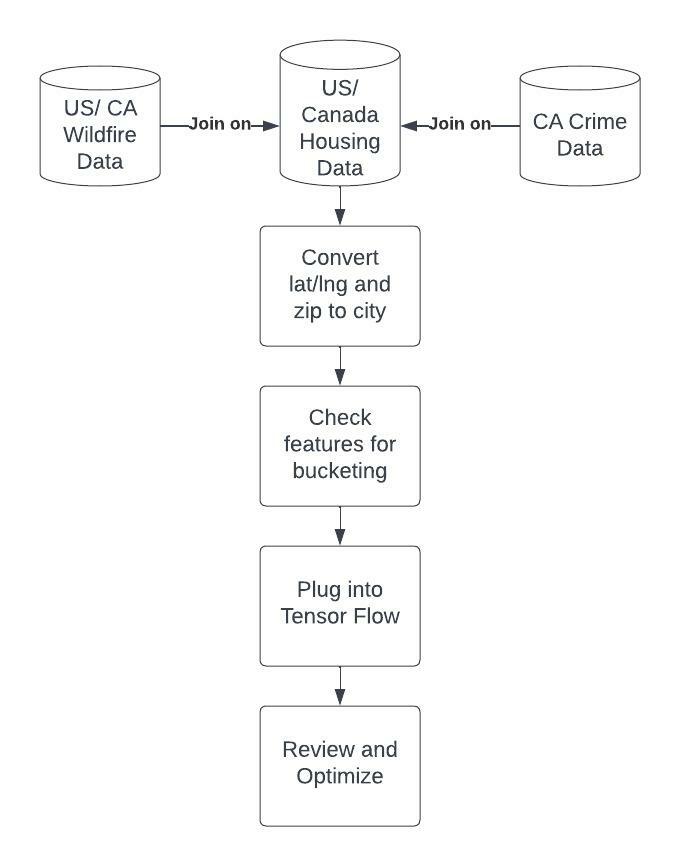 US/ CA
Wildfire
Data
Join on
US/
Canada
Housing
Data
Join on
CA Crime
Data
Convert
lat/lng and
zip to city
Check
features for
bucketing
Plug into
Tensor Flow
Review and
Optimize